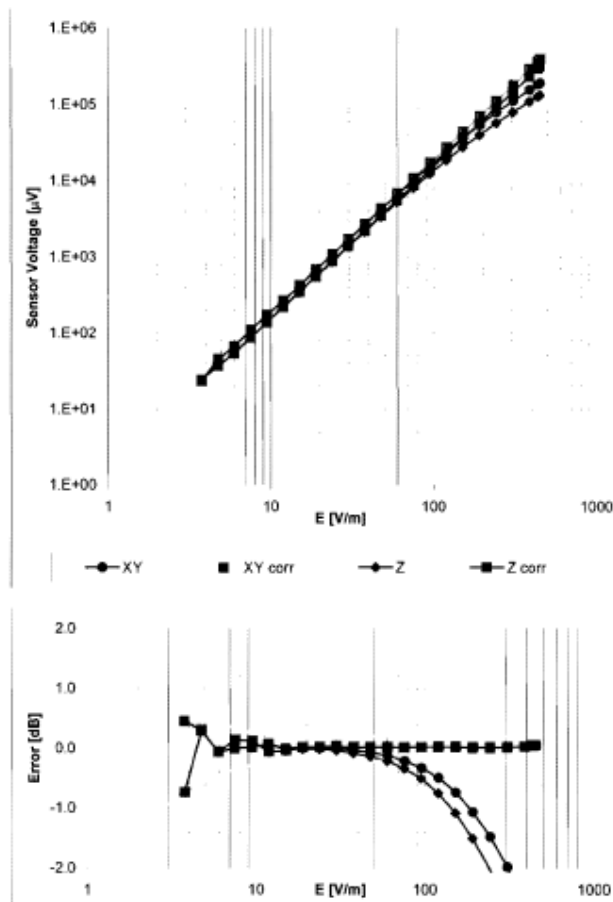 1.E+06
1.E+05
1.E+04
1.E+03
1.E+02
1.E+01
1.E+00
Sensor Voltage [µV]
1 10 100 1000
E [V/m]
XY XY corr Z Z corr
2.0
1.0
0.0
-1.0
-2.0
Error [dB]
1 10 100 1000
E [V/m]